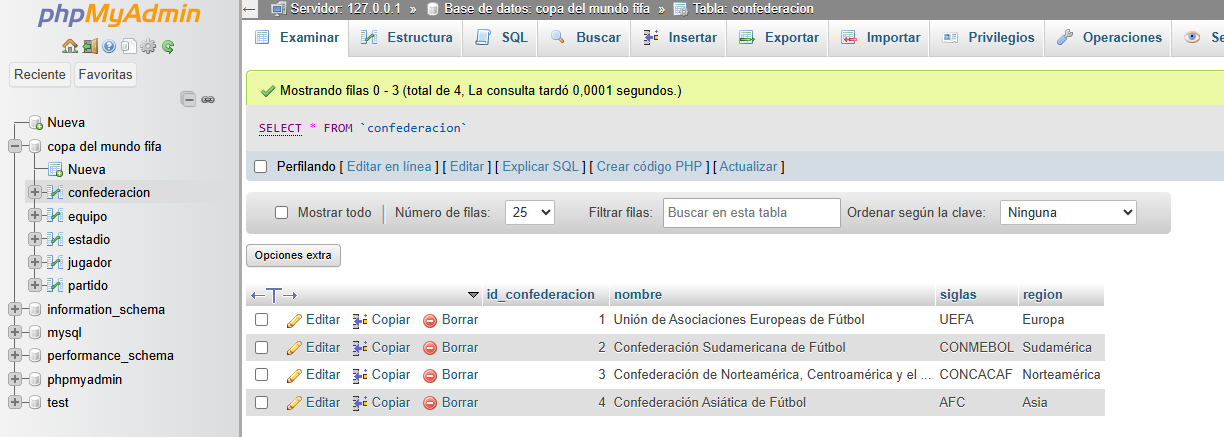 phpMyAdmin
Reciente Favoritas
Nueva
copa del mundo fifa
Nueva
confederacion
equipo
estadio
jugador
partido
information_schema
mysql
performance_schema
phpmyadmin
test
Servidor: 127.0.0.1 » Base de datos: copa del mundo fifa » Tabla: confederacion
Examinar Estructura SQL Buscar Insertar Exportar Importar Privilegios Operaciones Se
Mostrando filas 0 - 3 (total de 4, La consulta tardó 0,0001 segundos.)
SELECT * FROM `confederacion`
Perfilando [ Editar en línea ] [ Editar ] [ Explicar SQL ] [ Crear código PHP ] [ Actualizar ]
Mostrar todo | Número de filas: 25 Filtrar filas: Buscar en esta tabla Ordenar según la clave: Ninguna
Opciones extra
←T→ id_confederacion nombre siglas region
Editar Copiar Borrar 1 Unión de Asociaciones Europeas de Fútbol UEFA Europa
Editar Copiar Borrar 2 Confederación Sudamericana de Fútbol CONMEBOL Sudamérica
Editar Copiar Borrar 3 Confederación de Norteamérica, Centroamérica y el ... CONCACAF Norteamérica
Editar Copiar Borrar 4 Confederación Asiática de Fútbol AFC Asia